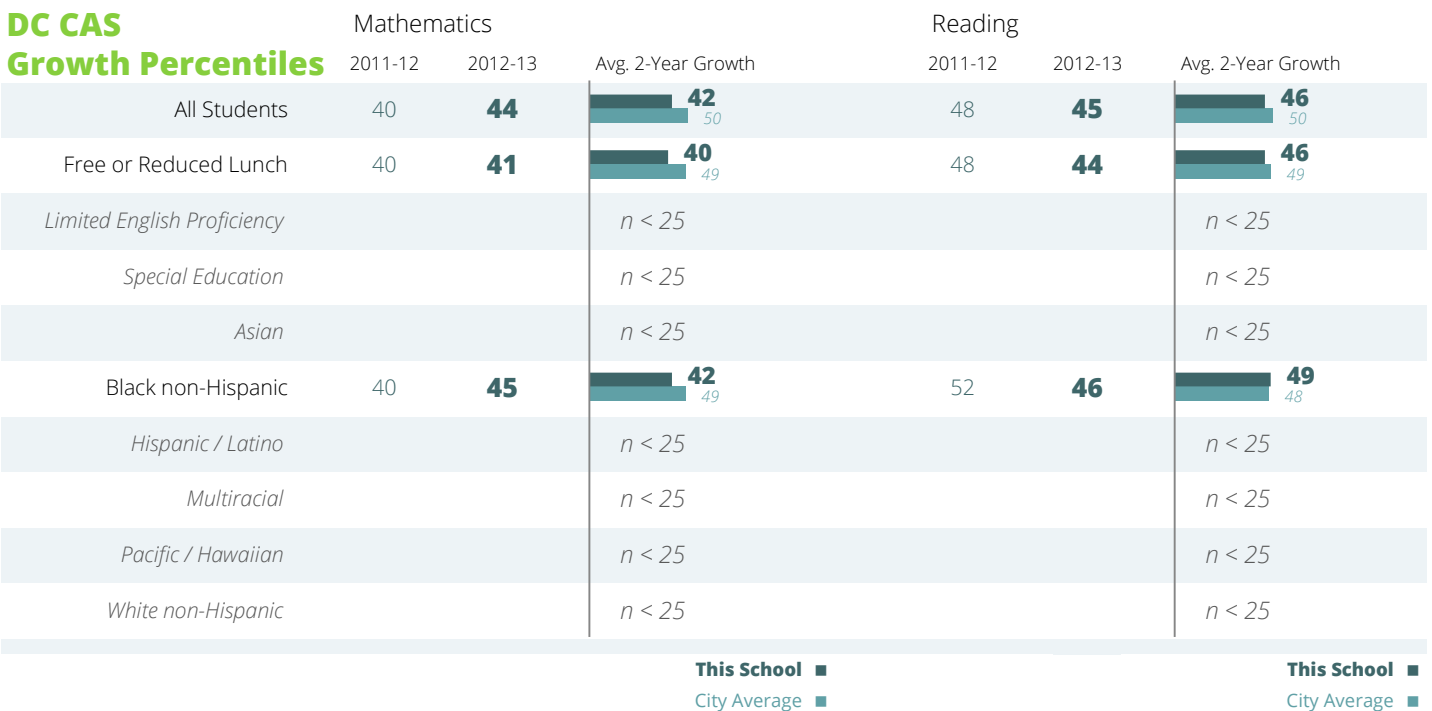 DC CAS Mathematics Reading
Growth Percentiles 2011-12 2012-13 Avg. 2-Year Growth 2011-12 2012-13 Avg. 2-Year Growth
All Students 40 44 42 50 48 45 46 50
Free or Reduced Lunch 40 41 40 49 48 44 46 49
Limited English Proficiency n < 25 n < 25
Special Education n < 25 n < 25
Asian n < 25 n < 25
Black non-Hispanic 40 45 42 49 52 46 49 48
Hispanic / Latino n < 25 n < 25
Multiracial n < 25 n < 25
Pacific / Hawaiian n < 25 n < 25
White non-Hispanic n < 25 n < 25
This School This School
City Average City Average